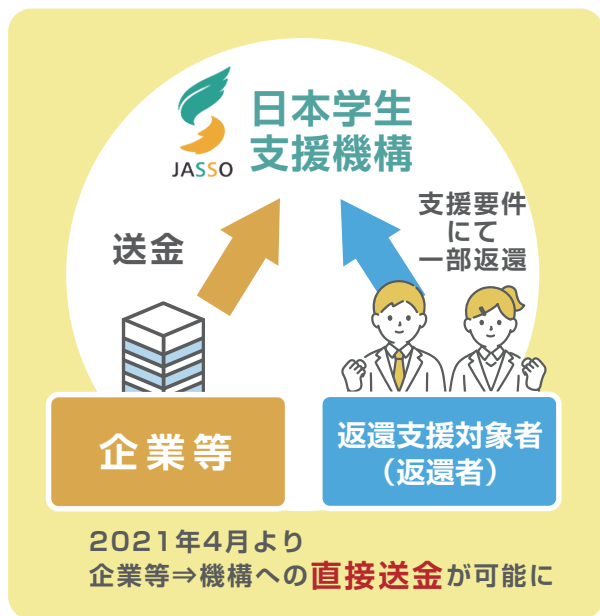 JASSO
日本学生
支援機構
送金
支援要件
にて
一部返還
企業等
返還支援対象者
（返還者）
2021年4月より
企業等⇒機構への直接送金が可能に